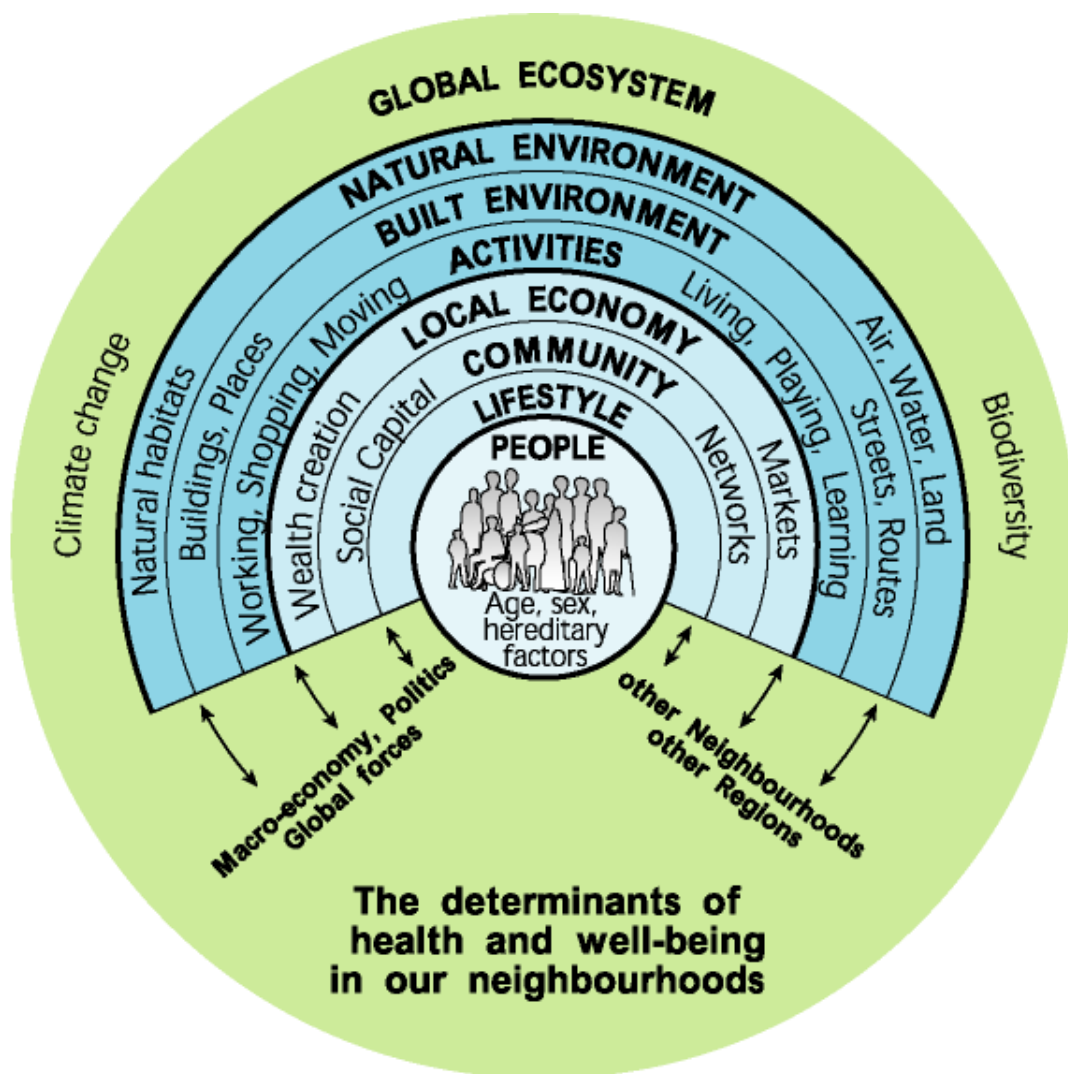 GLOBAL ECOSYSTEM
NATURAL ENVIRONMENT
BUILT ENVIRONMENT
ACTIVITIES
LOCAL ECONOMY
COMMUNITY
LIFESTYLE
PEOPLE
Age, sex,
hereditary
factors
Climate change
Natural habitats
Buildings, Places
Working, Shopping, Moving
Wealth creation
Social Capital
Networks
Markets
Living, Playing, Learning
Streets, Routes
Air, Water, Land
Biodiversity
Macro-economy, Politics
Global forces
other Neighbourhoods
other Regions
The determinants of
health and well-being
in our neighbourhoods